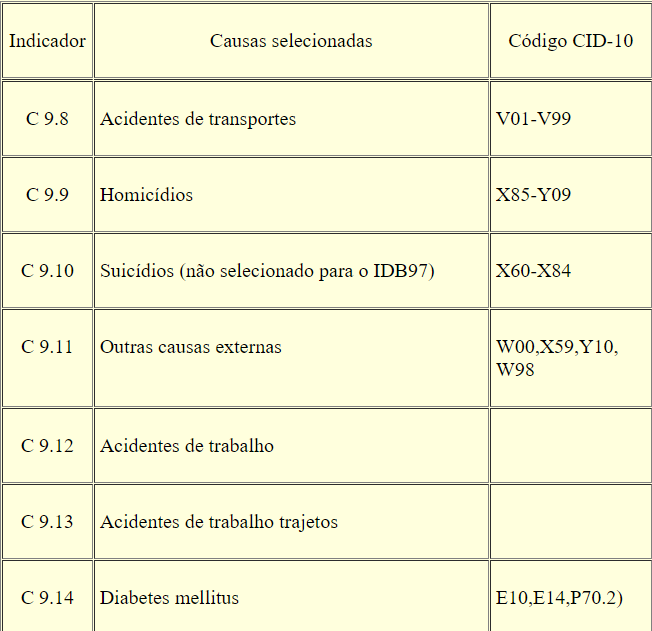 Indicador Causas selecionadas Código CID-10
C 9.8 Acidentes de transportes V01-V99
C 9.9 Homicídios X85-Y09
C 9.10 Suicídios (não selecionado para o IDB97) X60-X84
C 9.11 Outras causas externas W00,X59,Y10,
W98
C 9.12 Acidentes de trabalho
C 9.13 Acidentes de trabalho trajetos
C 9.14 Diabetes mellitus E10,E14,P70.2)